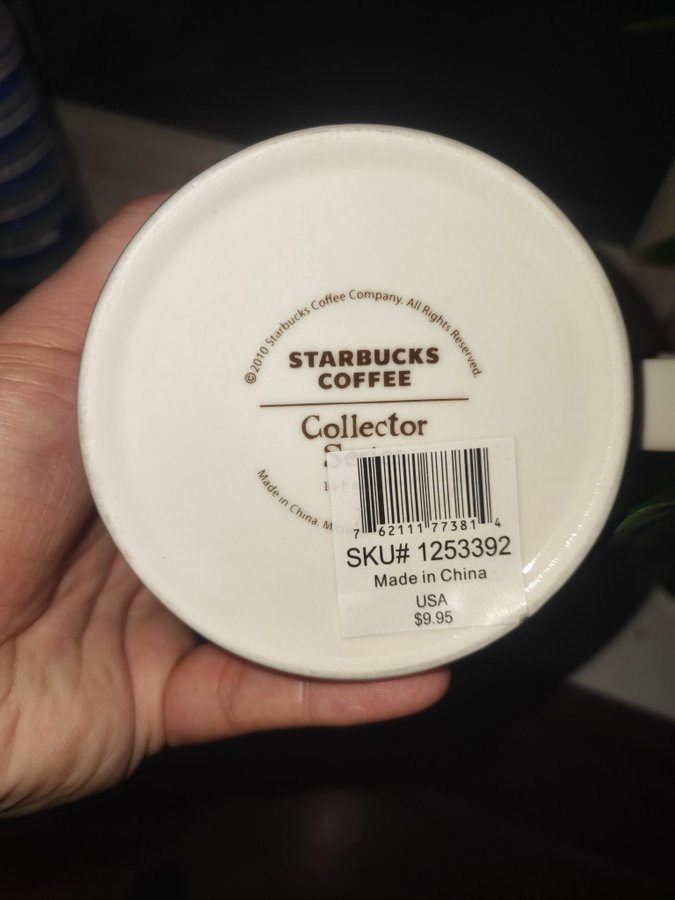 ©2010 Starbucks Coffee Company. All Rights Reserved.
STARBUCKS
COFFEE
Collector
Made in China.
7 62111 77381 4
SKU# 1253392
Made in China
USA
$9.95